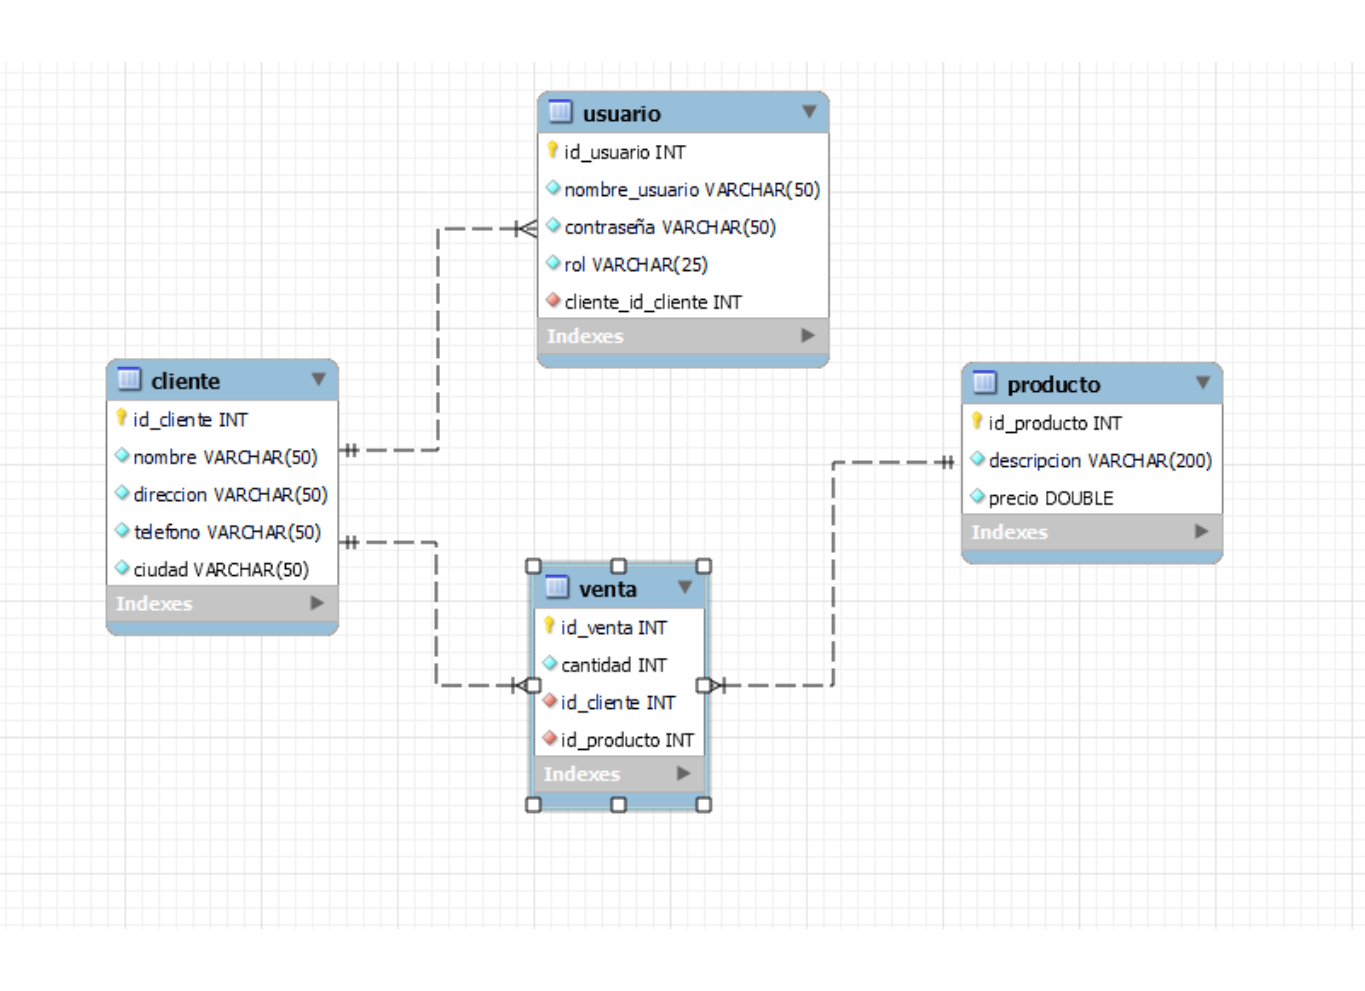 usuario
id_usuario INT
nombre_usuario VARCHAR(50)
contraseña VARCHAR(50)
rol VARCHAR(25)
cliente_id_cliente INT
Indexes
cliente
id_cliente INT
nombre VARCHAR(50)
direccion VARCHAR(50)
telefono VARCHAR(50)
ciudad VARCHAR(50)
Indexes
producto
id_producto INT
descripcion VARCHAR(200)
precio DOUBLE
Indexes
venta
id_venta INT
cantidad INT
id_cliente INT
id_producto INT
Indexes